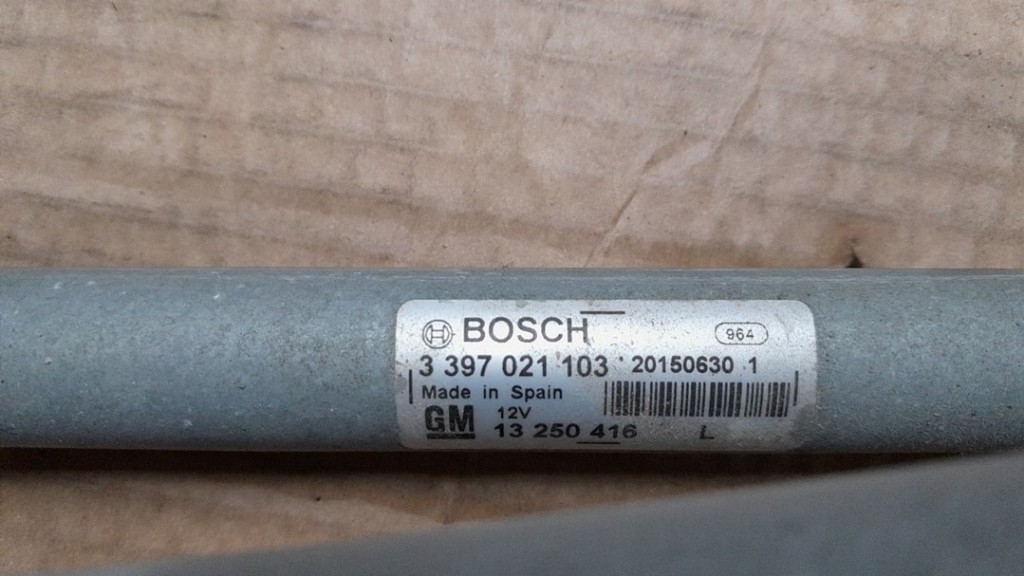 BOSCH 964
3 397 021 103 20150630 1
Made in Spain
GM 12V
13 250 416 L